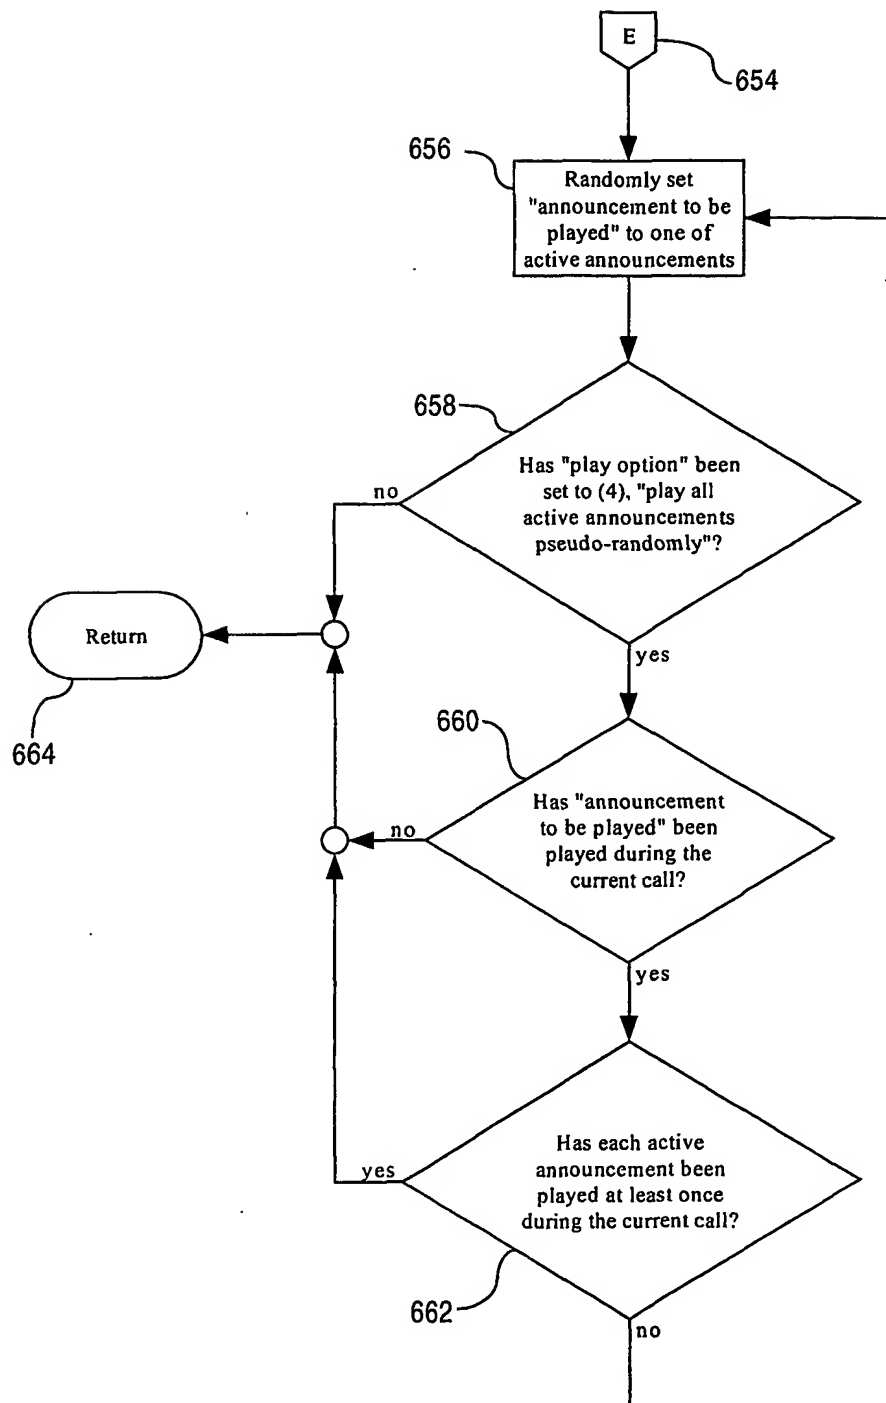 E
654
656
Randomly set
"announcement to be
played" to one of
active announcements
658
Has "play option" been
set to (4), "play all
active announcements
pseudo-randomly"?
no
Return
yes
664
660
Has "announcement
to be played" been
played during the
current call?
no
yes
Has each active
announcement been
played at least once
during the current call?
yes
662
no